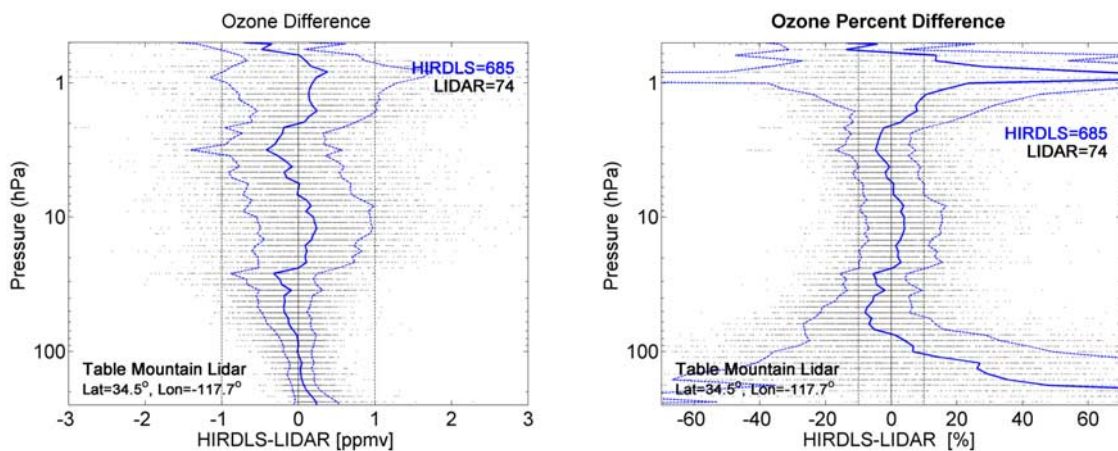 Ozone Difference
Pressure (hPa)
1
10
100
HIRDLS=685
LIDAR=74
Table Mountain Lidar
Lat=34.5°, Lon=-117.7°
-3 -2 -1 0 1 2 3
HIRDLS-LIDAR [ppmv]
Ozone Percent Difference
Pressure (hPa)
1
10
100
HIRDLS=685
LIDAR=74
Table Mountain Lidar
Lat=34.5°, Lon=-117.7°
-60 -40 -20 0 20 40 60
HIRDLS-LIDAR [%]